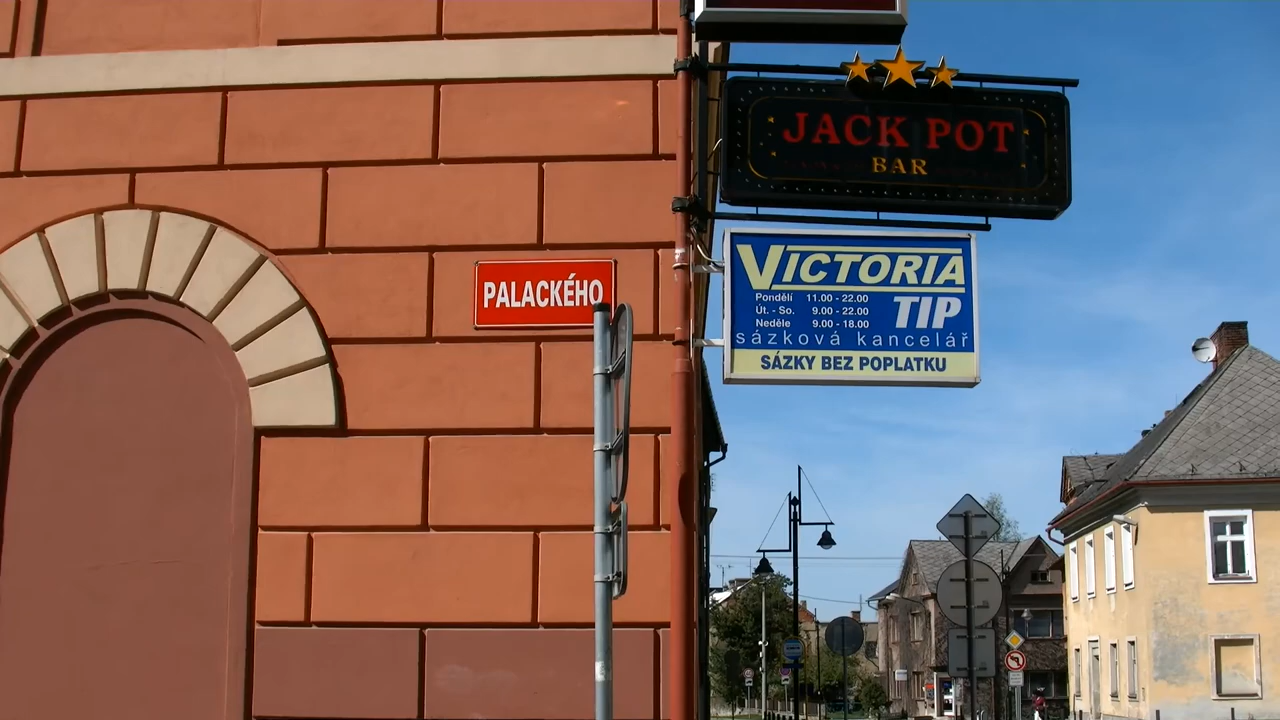 JACK POT
BAR
PALACKÉHO
VICTORIA
TIP
Pondělí 11.00 - 22.00
Út. - So. 9.00 - 22.00
Neděle 9.00 - 18.00
sázková kancelář
SÁZKY BEZ POPLATKU